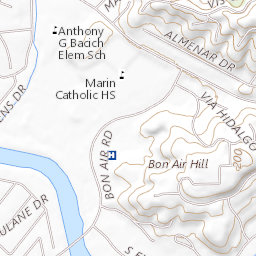 Anthony
G Bacich
Elem Sch
ALMENAR DR
Marin
Catholic HS
VIA HIDALGO
BON AIR RD
H
Bon Air Hill
200
ULANE DR